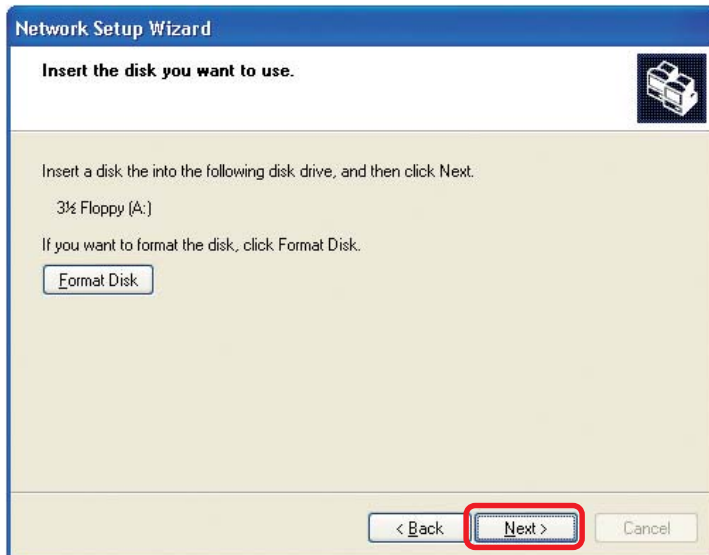 Network Setup Wizard
Insert the disk you want to use.
Insert a disk the into the following disk drive, and then click Next.
3½ Floppy (A:)
If you want to format the disk, click Format Disk.
Format Disk
< Back Next > Cancel